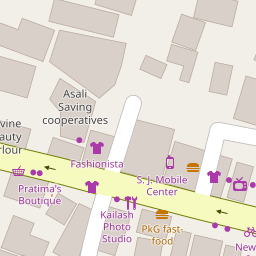 Asali
Saving
cooperatives
vine
auty
rlour
Fashionista
S. J. Mobile
Center
Pratima's
Boutique
Kailash
Photo
Studio
PkG fast-
food
New